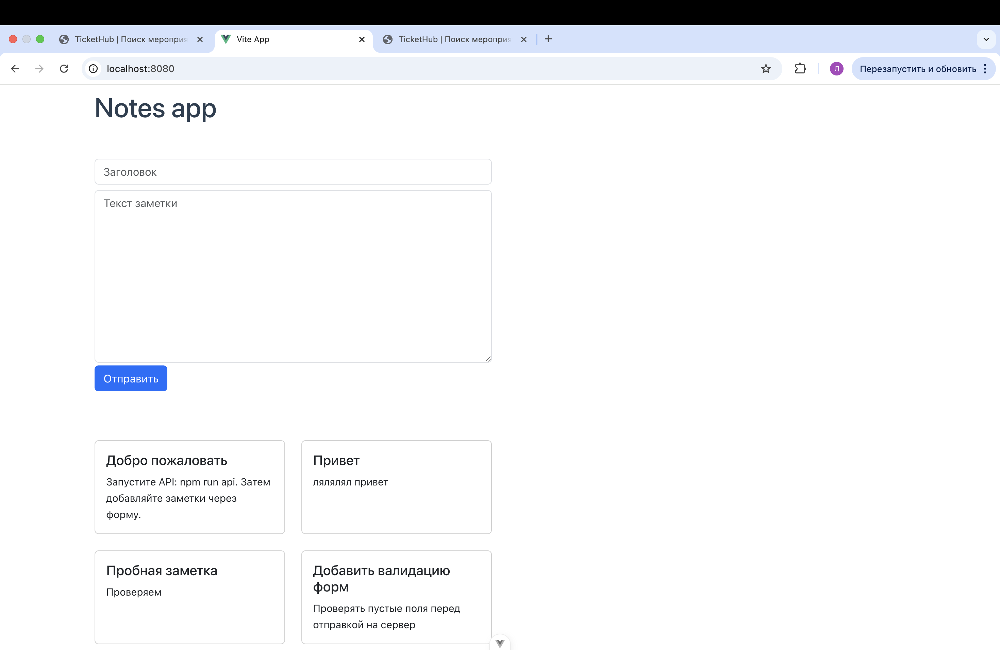 TicketHub | Поиск мероприя
Vite App
TicketHub | Поиск мероприя
localhost:8080
Л
Перезапустить и обновить
Notes app
Заголовок
Текст заметки
Отправить
Добро пожаловать
Запустите API: npm run api. Затем
добавляйте заметки через
форму.
Привет
лялялял привет
Пробная заметка
Проверяем
Добавить валидацию
форм
Проверять пустые поля перед
отправкой на сервер